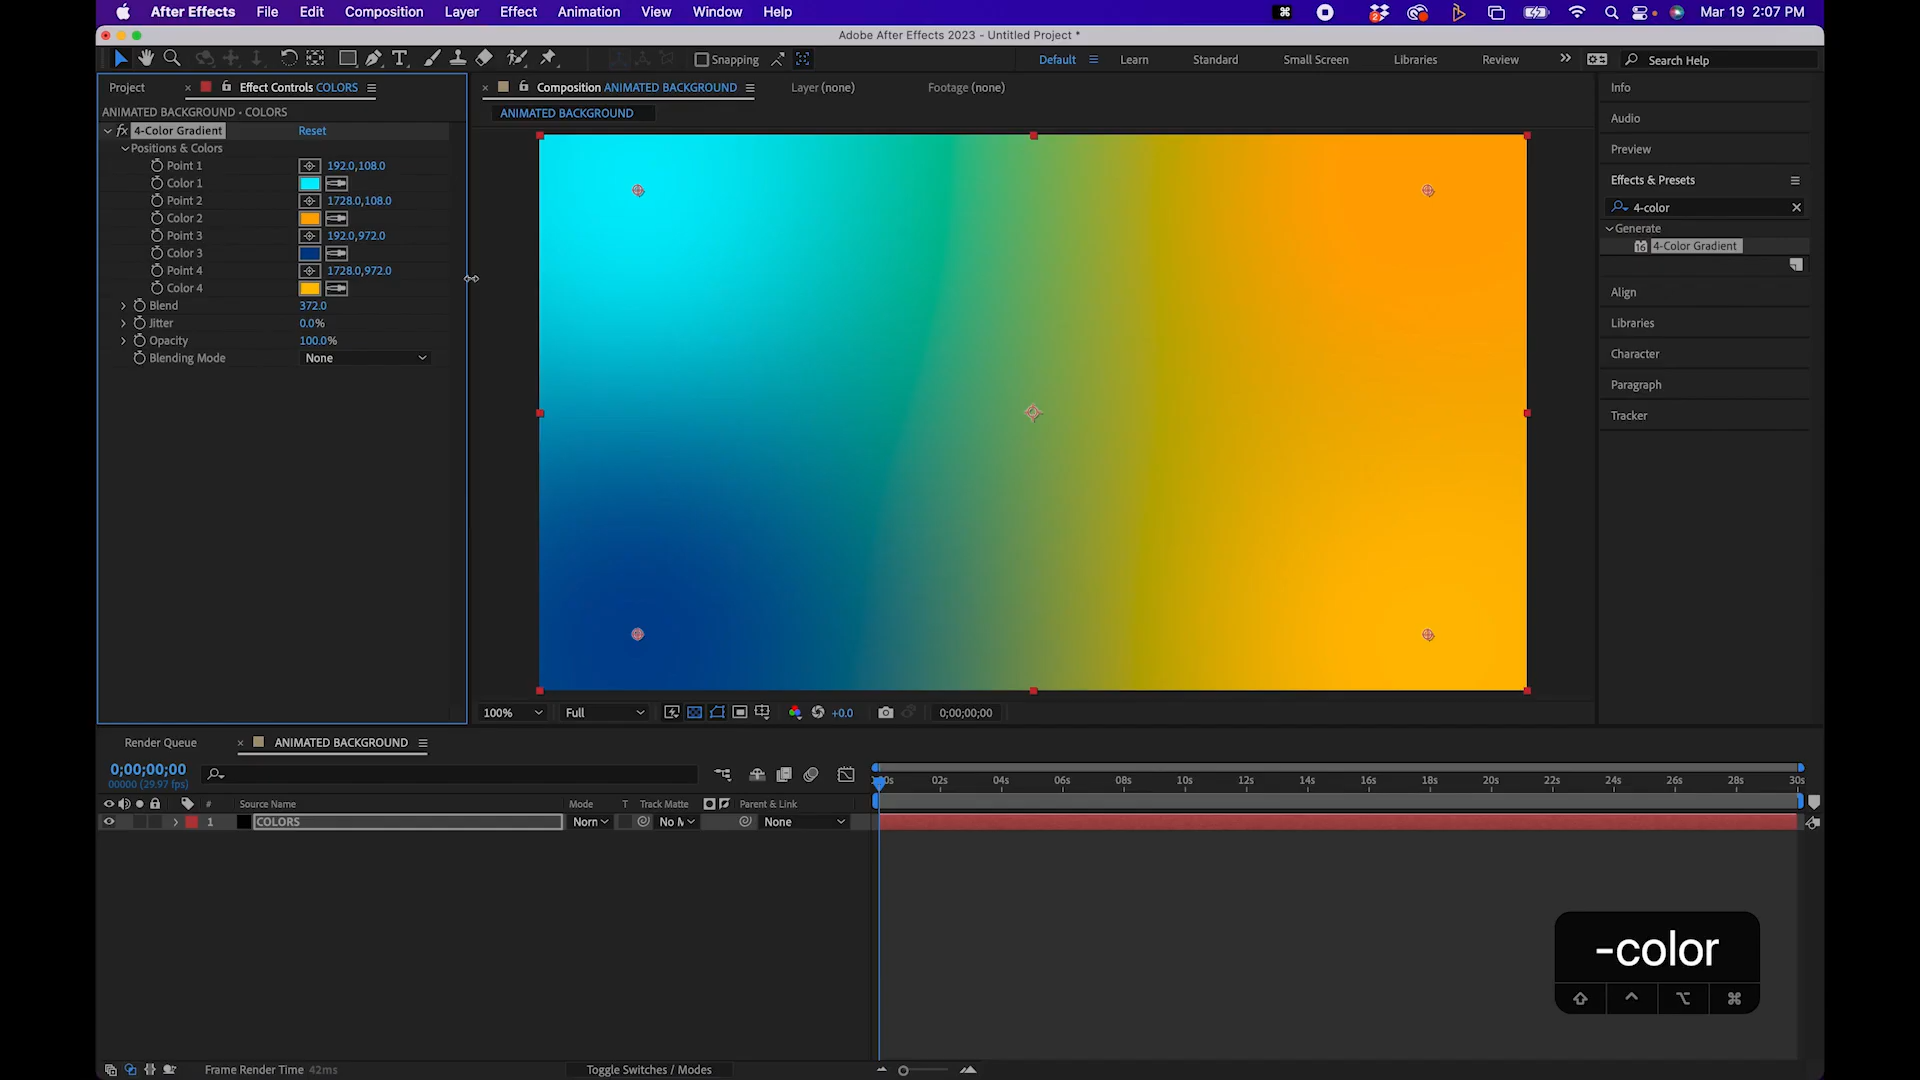 After Effects File Edit Composition Layer Effect Animation View Window Help Mar 19 2:07 PM
Adobe After Effects 2023 - Untitled Project *
Snapping Default Learn Standard Small Screen Libraries Review Search Help
Project Effect Controls COLORS Composition ANIMATED BACKGROUND Layer (none) Footage (none) Info
ANIMATED BACKGROUND • COLORS ANIMATED BACKGROUND Audio
fx 4-Color Gradient Reset
Positions & Colors Preview
Point 1 192.0,108.0
Color 1 Effects & Presets
Point 2 1728.0,108.0 4-color
Color 2 Generate
Point 3 192.0,972.0 4-Color Gradient
Color 3
Point 4 1728.0,972.0
Color 4 Align
Blend 372.0
Jitter 0.0% Libraries
Opacity 100.0% Character
Blending Mode None
Paragraph
Tracker
100% Full +0.0 0;00;00;00
Render Queue ANIMATED BACKGROUND
0;00;00;00
00000 (29.97 fps) 02s 04s 06s 08s 10s 12s 14s 16s 18s 20s 22s 24s 26s 28s 30s
# Source Name Mode T Track Matte Parent & Link
1 COLORS Norn None
-color
Frame Render Time 42ms Toggle Switches / Modes